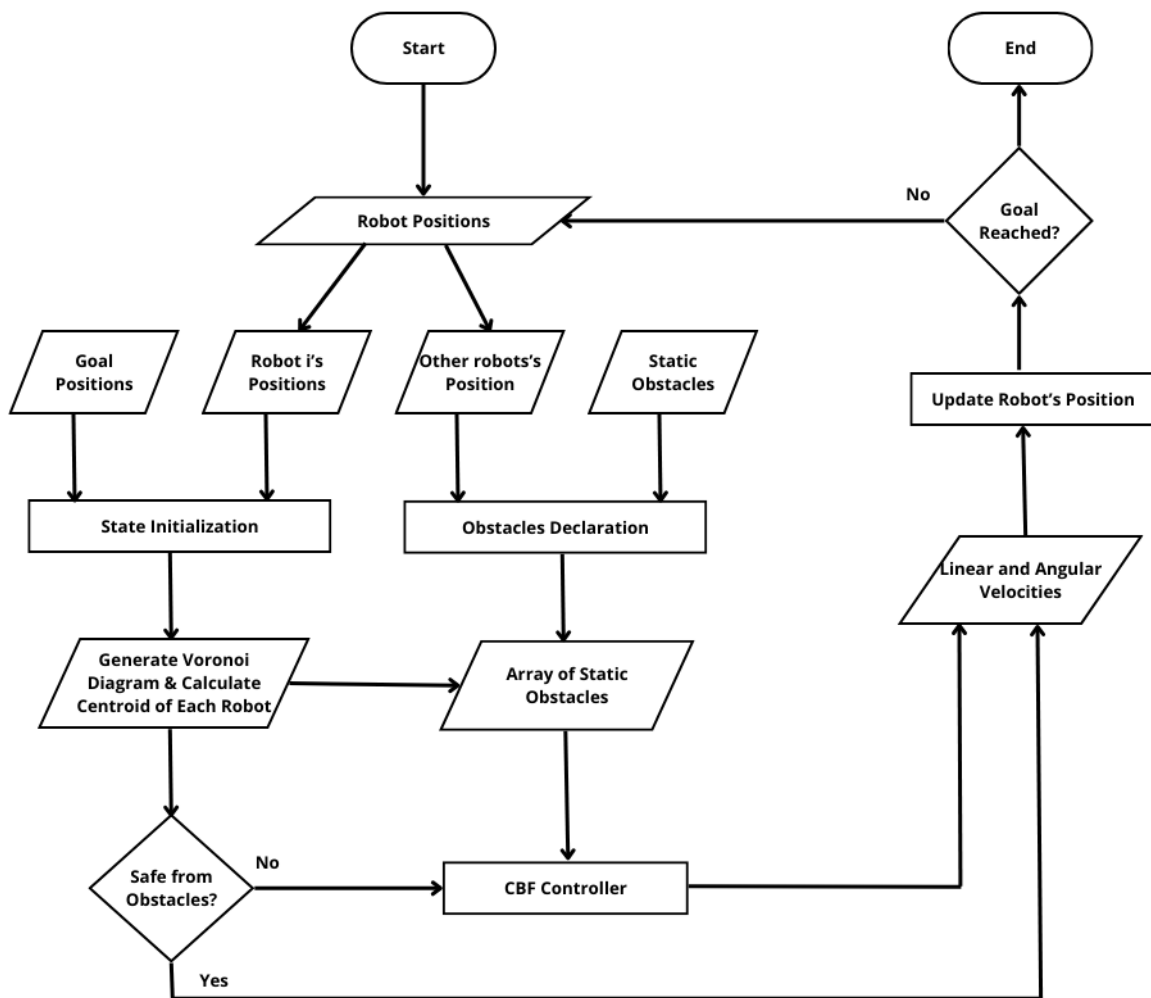 Start
End
No
Robot Positions
Goal
Reached?
Goal
Positions
Robot i's
Positions
Other robots's
Position
Static
Obstacles
Update Robot's Position
State Initialization
Obstacles Declaration
Linear and Angular
Velocities
Generate Voronoi
Diagram & Calculate
Centroid of Each Robot
Array of Static
Obstacles
Safe from
Obstacles?
No
CBF Controller
Yes